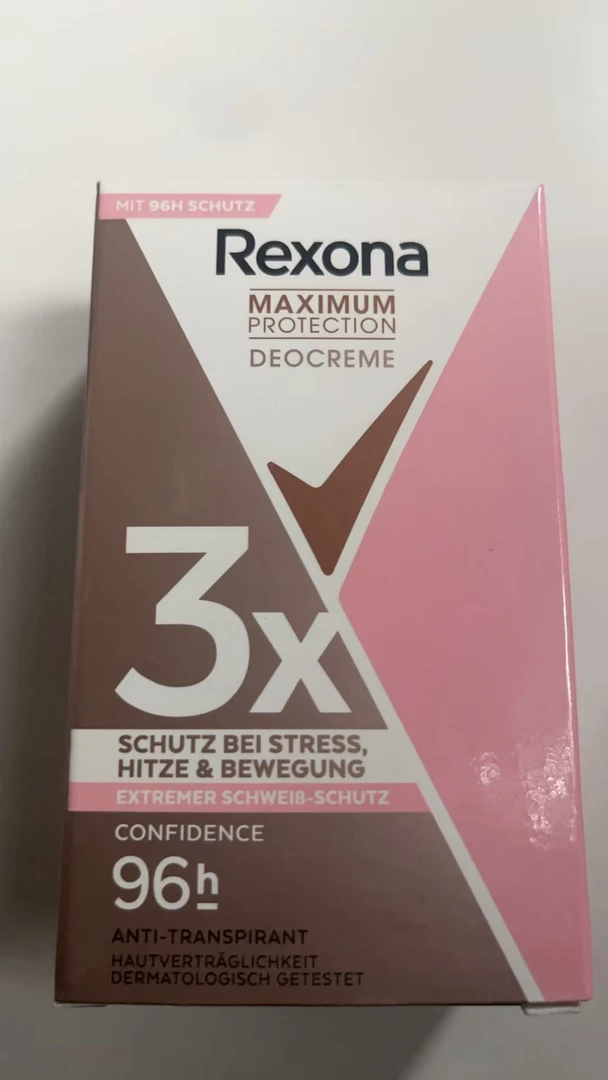 MIT 96H SCHUTZ
Rexona
MAXIMUM
PROTECTION
DEOCREME
3x
SCHUTZ BEI STRESS,
HITZE & BEWEGUNG
EXTREMER SCHWEIß-SCHUTZ
CONFIDENCE
96h
ANTI-TRANSPIRANT
HAUTVERTRÄGLICHKEIT
DERMATOLOGISCH GETESTET